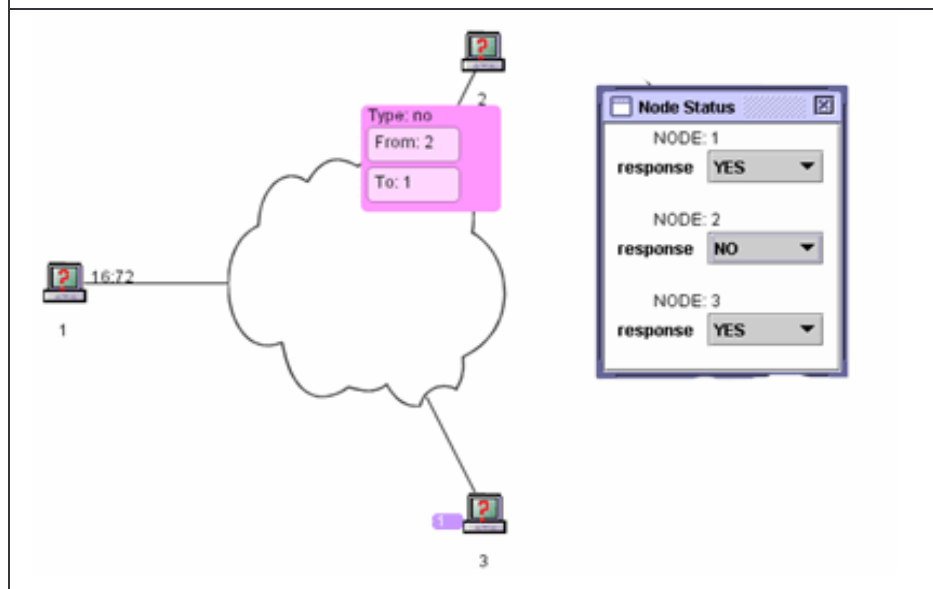 2
Type: no
From: 2
To: 1
16:72
1
1
3
Node Status
NODE: 1
response YES
NODE: 2
response NO
NODE: 3
response YES